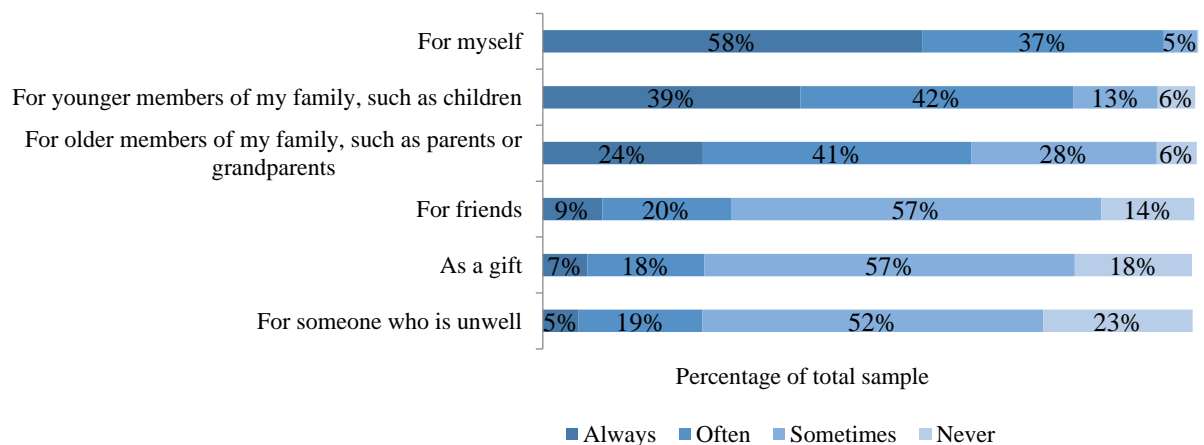 For myself
58% 37% 5%
For younger members of my family, such as children
39% 42% 13% 6%
For older members of my family, such as parents or
grandparents
24% 41% 28% 6%
For friends
9% 20% 57% 14%
As a gift
7% 18% 57% 18%
For someone who is unwell
5% 19% 52% 23%
Percentage of total sample
Always Often Sometimes Never